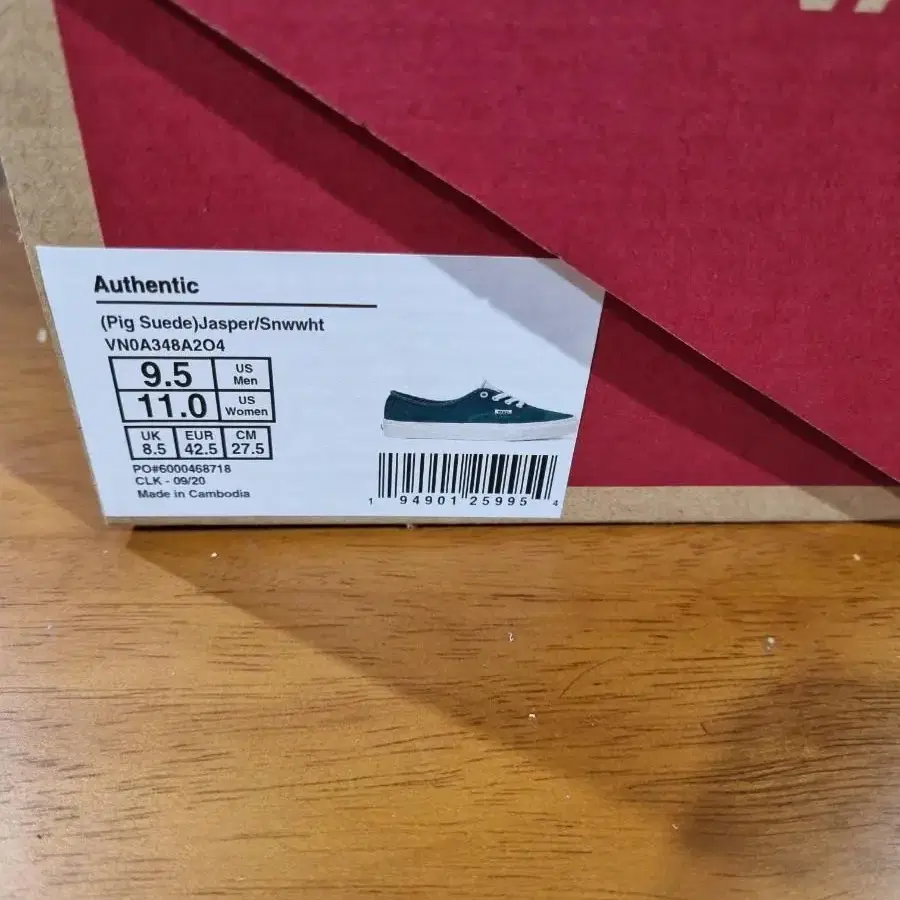 Authentic
(Pig Suede)Jasper/Snwwht
VN0A348A2O4
9.5 US Men
11.0 US Women
UK 8.5 EUR 42.5 CM 27.5
PO#6000468718
CLK - 09/20
Made in Cambodia
1 94901 25995 4